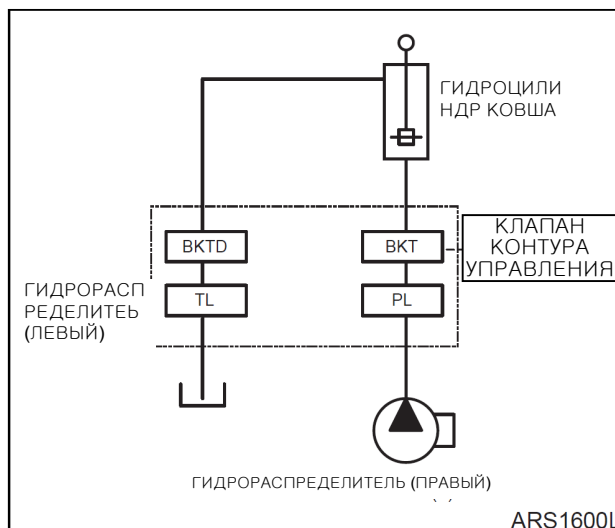 ГИДРОЦИЛИ
НДР КОВША
BKTD
BKT
КЛАПАН
КОНТУРА
УПРАВЛЕНИЯ
ГИДРОРАСП
РЕДЕЛИТЕЬ
(ЛЕВЫЙ)
TL
PL
ГИДРОРАСПРЕДЕЛИТЕЛЬ (ПРАВЫЙ)
ARS1600L